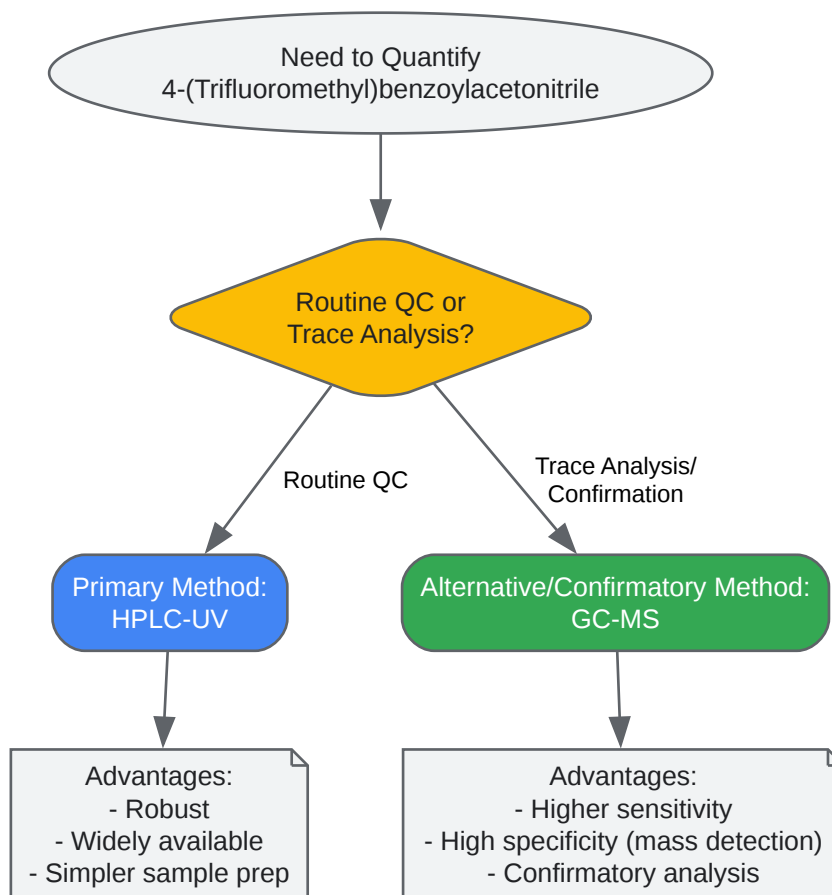 Need to Quantify
4-(Trifluoromethyl)benzoylacetonitrile
Routine QC or
Trace Analysis?
Routine QC
Trace Analysis/
Confirmation
Primary Method:
HPLC-UV
Alternative/Confirmatory Method:
GC-MS
Advantages:
- Robust
- Widely available
- Simpler sample prep
Advantages:
- Higher sensitivity
- High specificity (mass detection)
- Confirmatory analysis